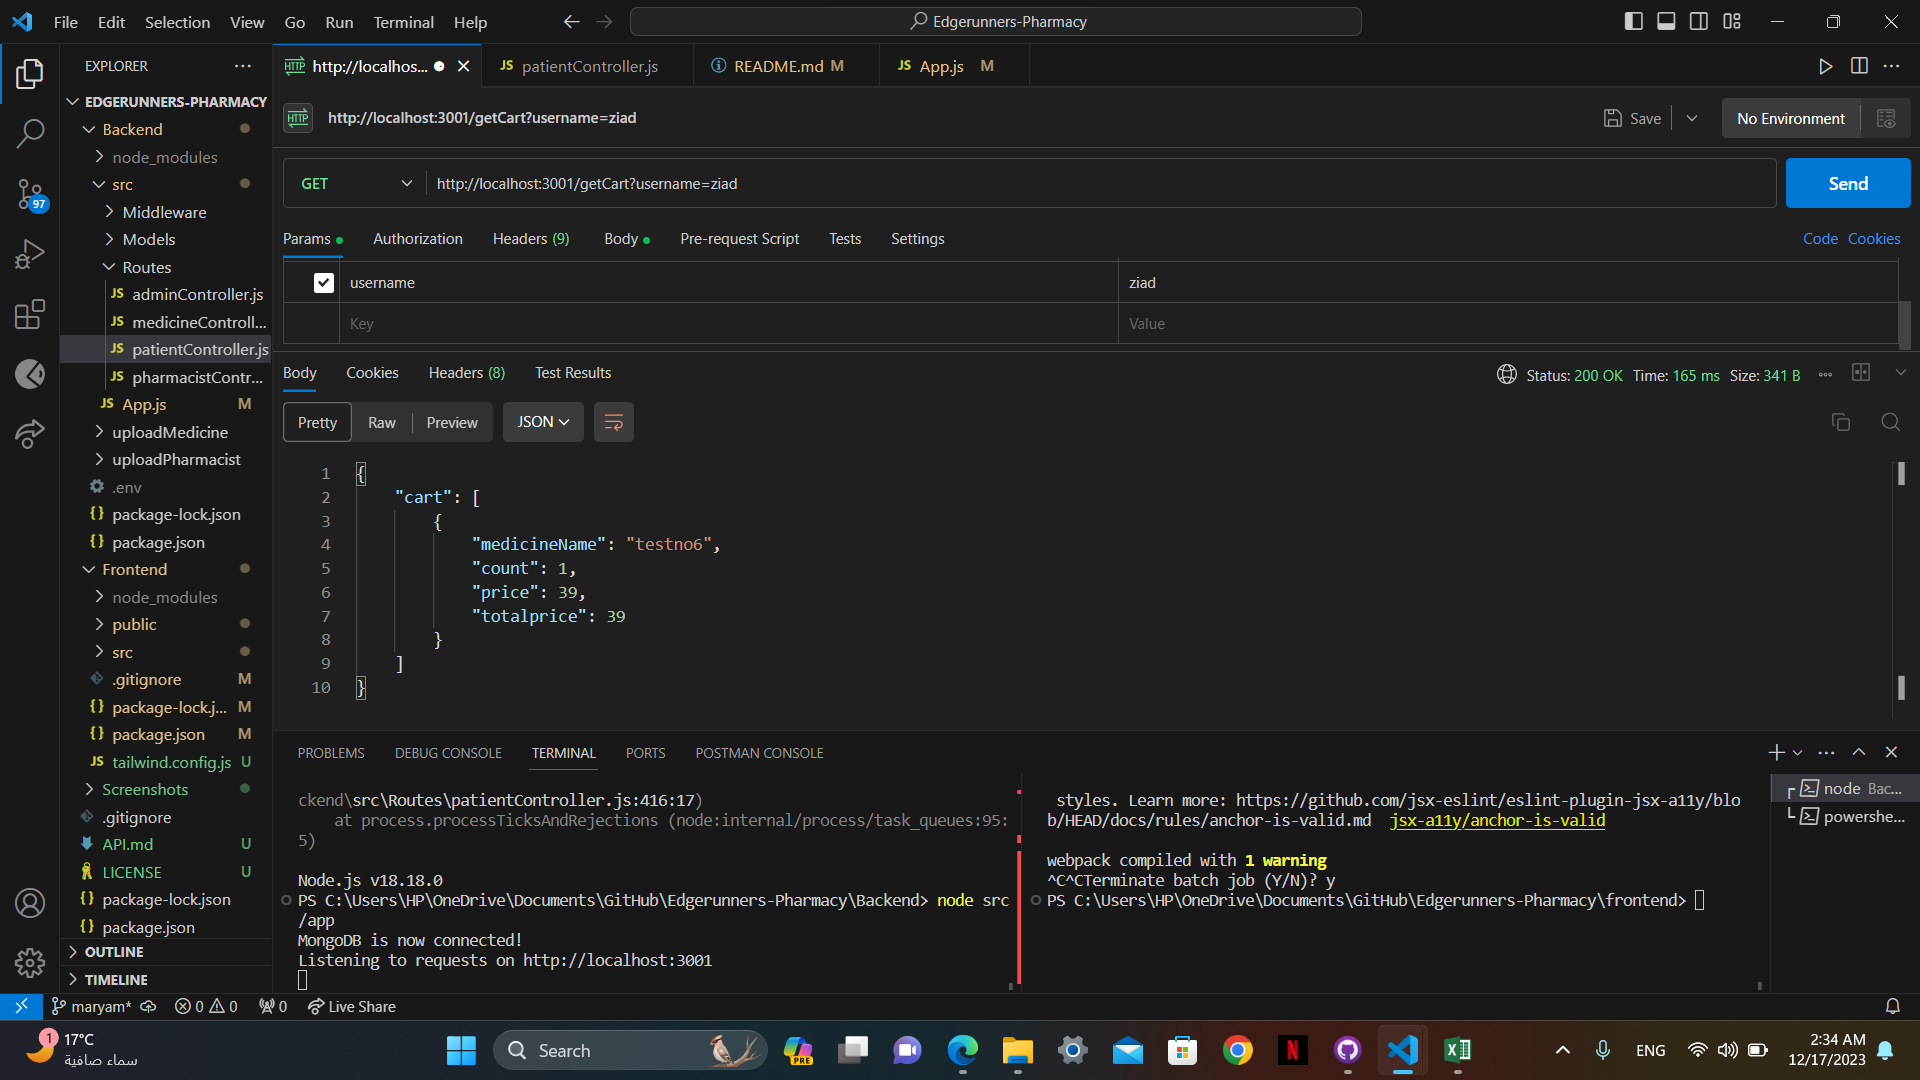 File Edit Selection View Go Run Terminal Help
Edgerunners-Pharmacy
EXPLORER
EDGERUNNERS-PHARMACY
Backend
node_modules
src
Middleware
Models
Routes
JS adminController.js
JS medicineControll...
JS patientController.js
JS pharmacistContr...
JS App.js M
uploadMedicine
uploadPharmacist
.env
{} package-lock.json
{} package.json
Frontend
node_modules
public
src
.gitignore M
{} package-lock.j... M
{} package.json M
JS tailwind.config.js U
Screenshots
.gitignore
API.md U
LICENSE U
{} package-lock.json
{} package.json
OUTLINE
TIMELINE
97
HTTP http://localhos...
JS patientController.js
README.md M
JS App.js M
HTTP http://localhost:3001/getCart?username=ziad
Save
No Environment
GET http://localhost:3001/getCart?username=ziad
Send
Params Authorization Headers (9) Body Pre-request Script Tests Settings
Code Cookies
username ziad
Key Value
Body Cookies Headers (8) Test Results
Status: 200 OK Time: 165 ms Size: 341 B
Pretty Raw Preview JSON
1 {
2 "cart": [
3 {
4 "medicineName": "testno6",
5 "count": 1,
6 "price": 39,
7 "totalprice": 39
8 }
9 ]
10 }
PROBLEMS DEBUG CONSOLE TERMINAL PORTS POSTMAN CONSOLE
ckend\src\Routes\patientController.js:416:17)
at process.processTicksAndRejections (node:internal/process/task_queues:95:
5)
Node.js v18.18.0
PS C:\Users\HP\OneDrive\Documents\GitHub\Edgerunners-Pharmacy\Backend> node src
/app
MongoDB is now connected!
Listening to requests on http://localhost:3001
styles. Learn more: https://github.com/jsx-eslint/eslint-plugin-jsx-a11y/blo
b/HEAD/docs/rules/anchor-is-valid.md jsx-a11y/anchor-is-valid
webpack compiled with 1 warning
^C^CTerminate batch job (Y/N)? y
PS C:\Users\HP\OneDrive\Documents\GitHub\Edgerunners-Pharmacy\frontend>
node Bac...
powershe...
maryam* 0 0 0 Live Share
1
17°C
سماء صافية
Search
PRE
N
ENG
2:34 AM
12/17/2023